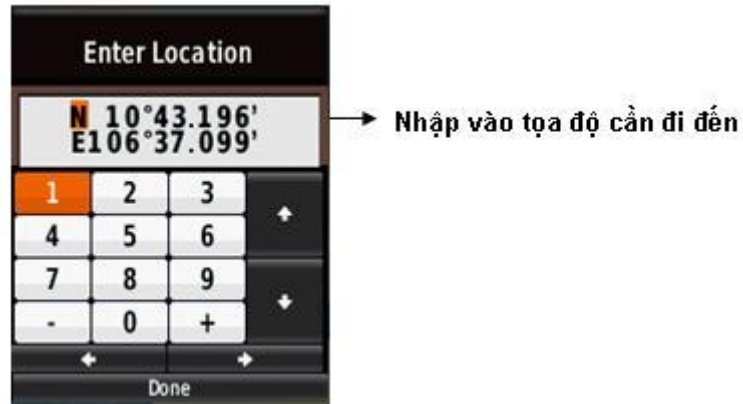 Enter Location
N 10°43.196'
E106°37.099'
Nhập vào tọa độ cần đi đến
1 2 3
4 5 6
7 8 9
- 0 +
Done